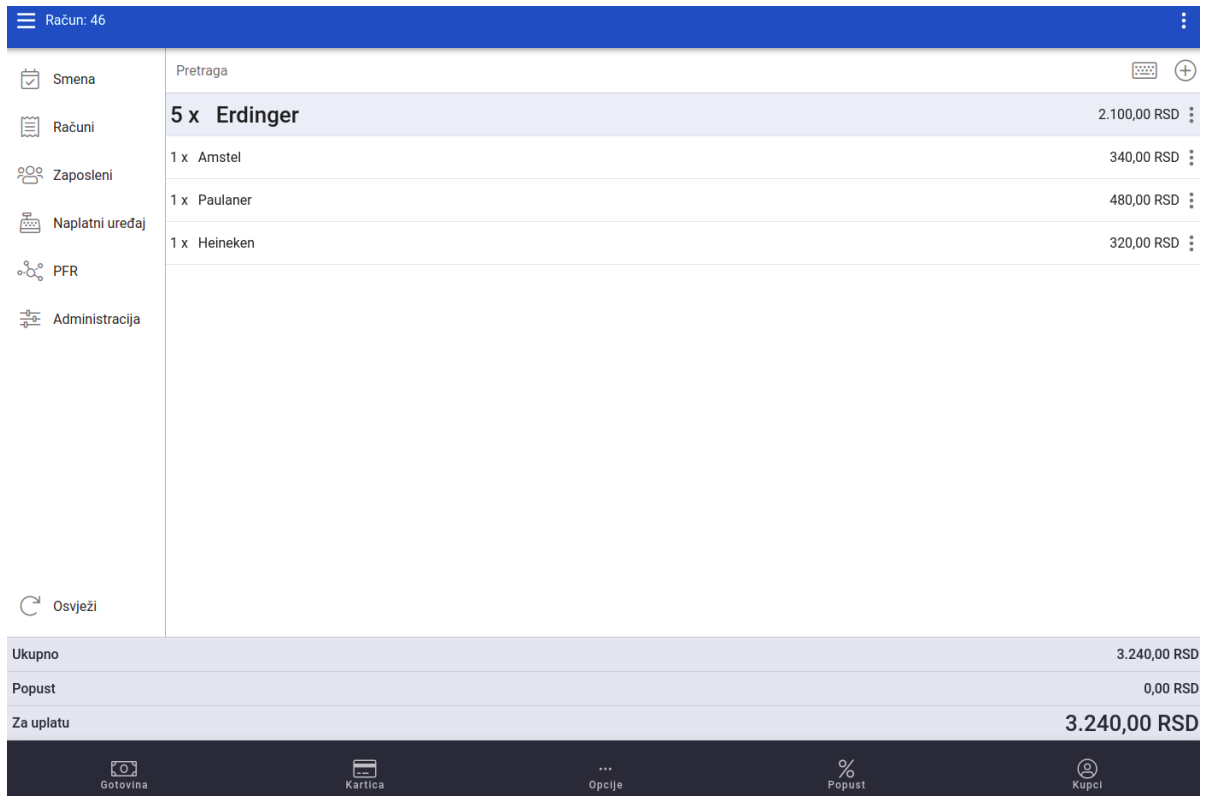 Račun: 46
Smena
Računi
Zaposleni
Naplatni uređaj
PFR
Administracija
Osvježi
Pretraga
5 x Erdinger 2.100,00 RSD
1 x Amstel 340,00 RSD
1 x Paulaner 480,00 RSD
1 x Heineken 320,00 RSD
Ukupno 3.240,00 RSD
Popust 0,00 RSD
Za uplatu 3.240,00 RSD
Gotovina Kartica Opcije Popust Kupci